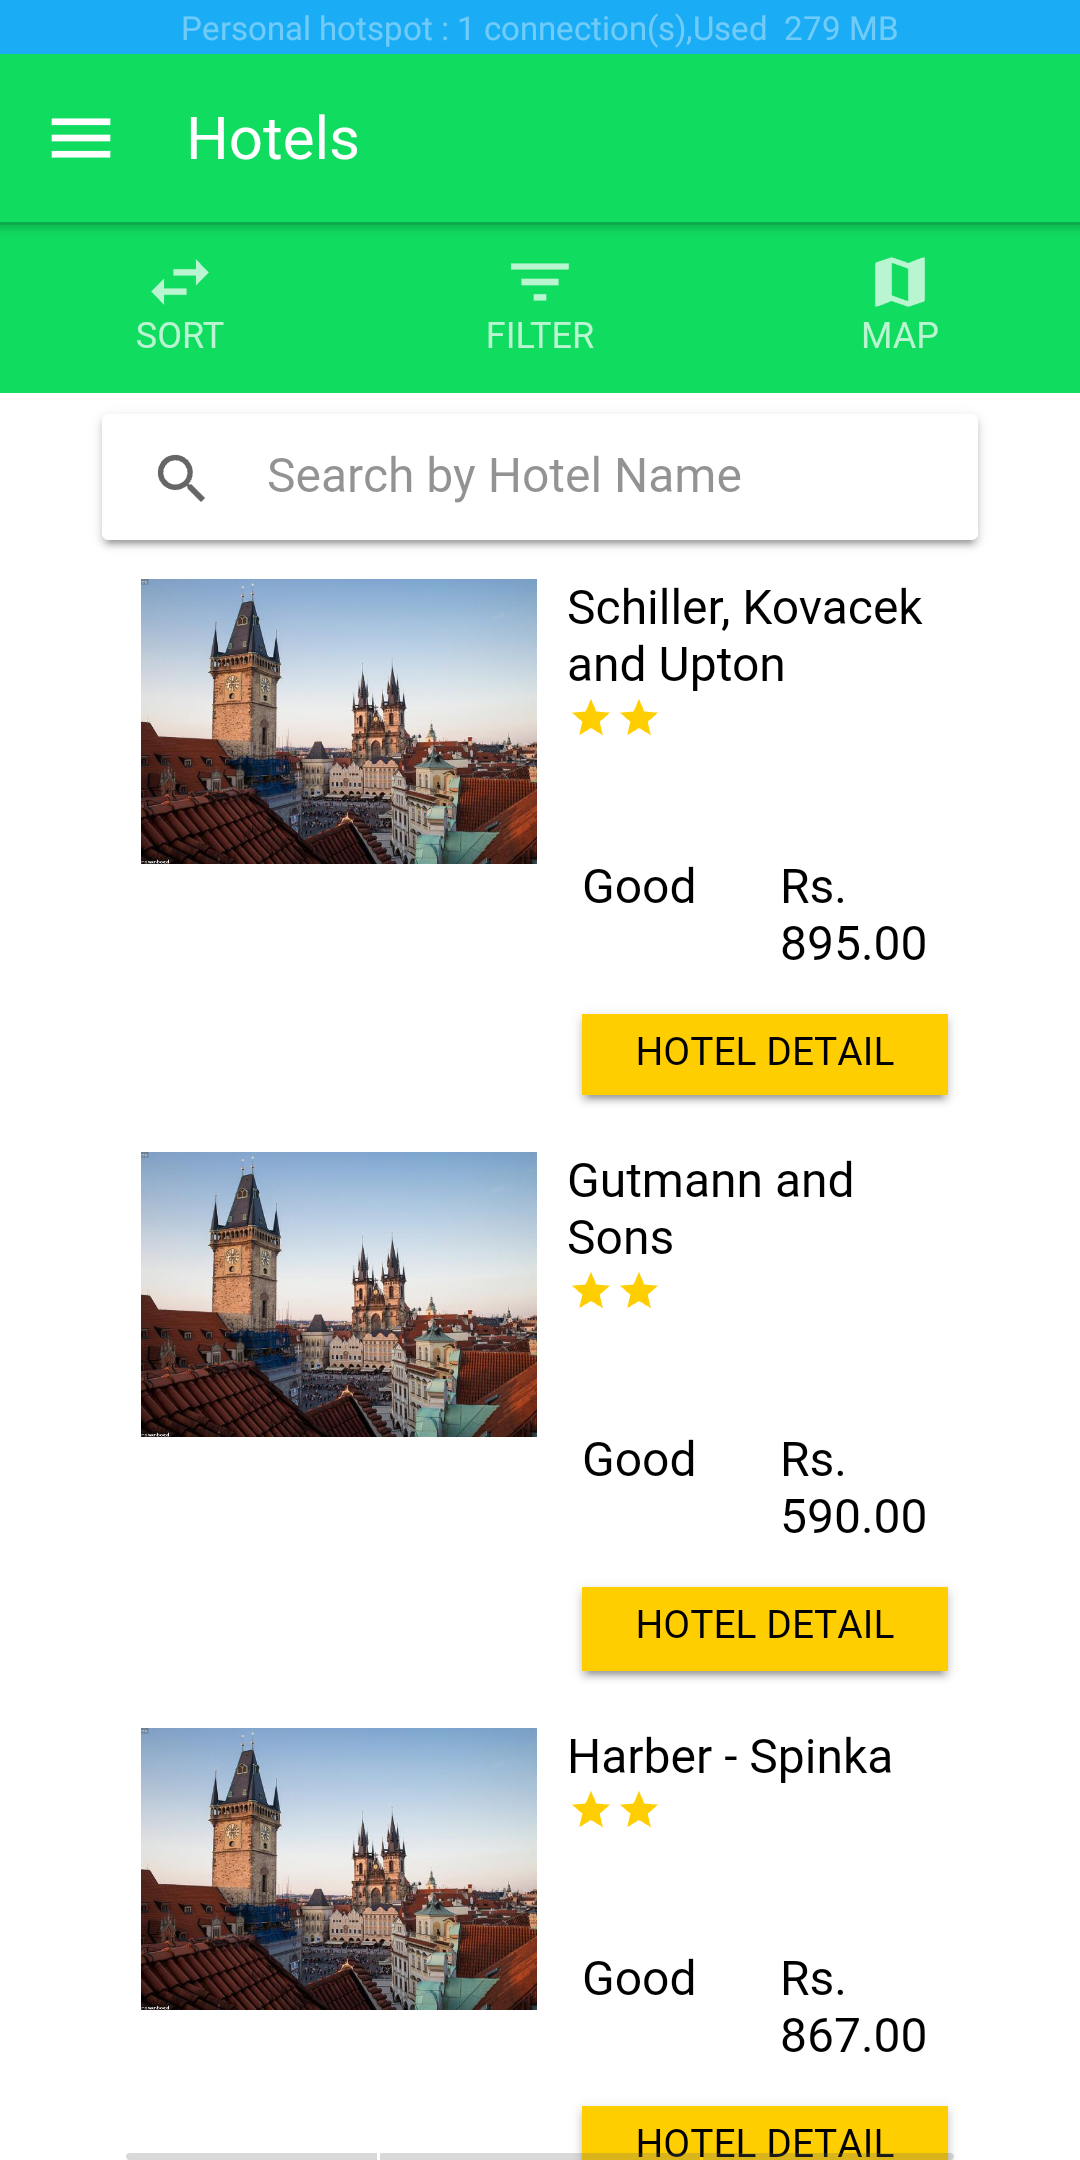 Personal hotspot : 1 connection(s),Used 279 MB
Hotels
SORT
FILTER
MAP
Search by Hotel Name
Schiller, Kovacek
and Upton
Good
Rs.
895.00
HOTEL DETAIL
Gutmann and
Sons
Good
Rs.
590.00
HOTEL DETAIL
Harber - Spinka
Good
Rs.
867.00
HOTEL DETAIL